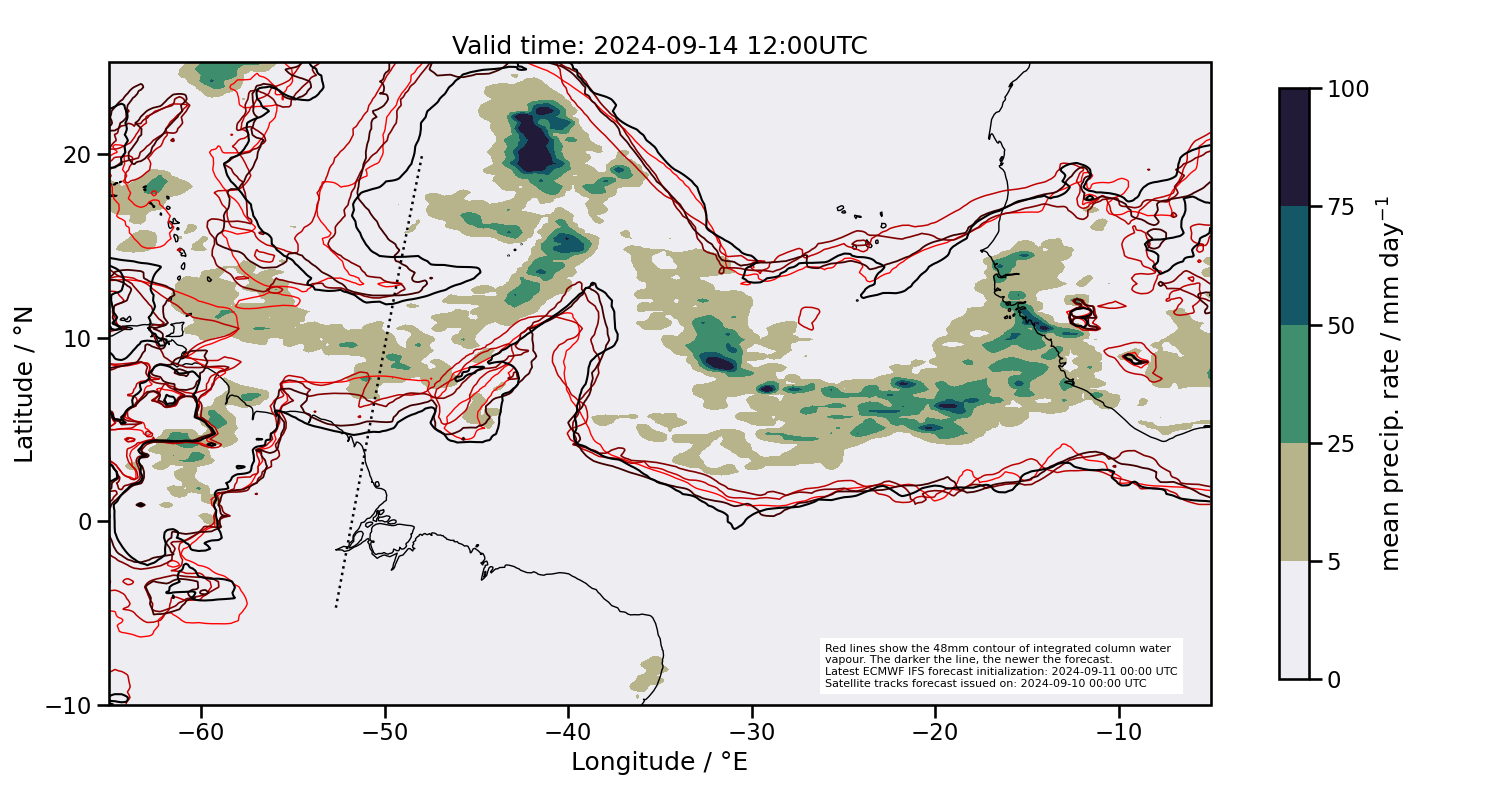 Valid time: 2024-09-14 12:00UTC
Latitude / °N
20
10
0
−10
−60
−50
−40
−30
−20
−10
Longitude / °E
Red lines show the 48mm contour of integrated column water
vapour. The darker the line, the newer the forecast.
Latest ECMWF IFS forecast initialization: 2024-09-11 00:00 UTC
Satellite tracks forecast issued on: 2024-09-10 00:00 UTC
100
75
50
25
5
0
mean precip. rate / mm day⁻¹